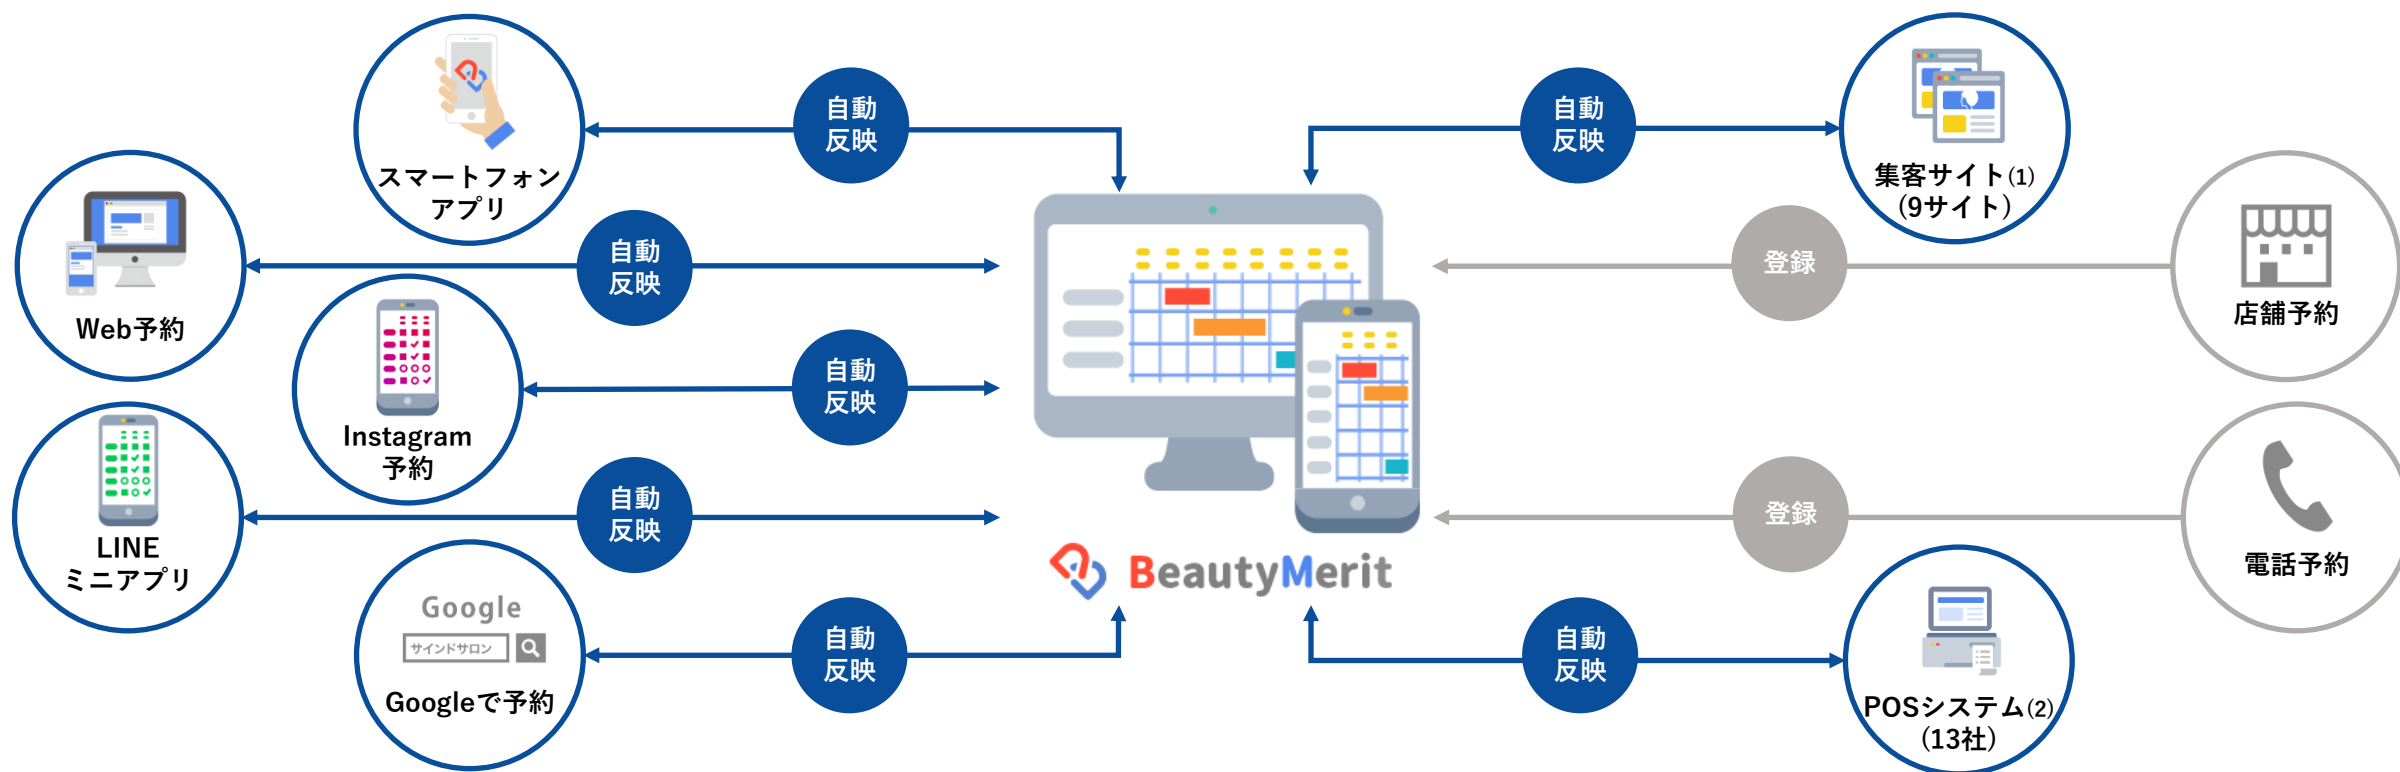 スマートフォン
アプリ
自動
反映
Web予約
自動
反映
Instagram
予約
自動
反映
LINE
ミニアプリ
自動
反映
Google
サインドサロン
Googleで予約
自動
反映
BeautyMerit
自動
反映
集客サイト(1)
(9サイト)
登録
店舗予約
登録
電話予約
自動
反映
POSシステム(2)
(13社)